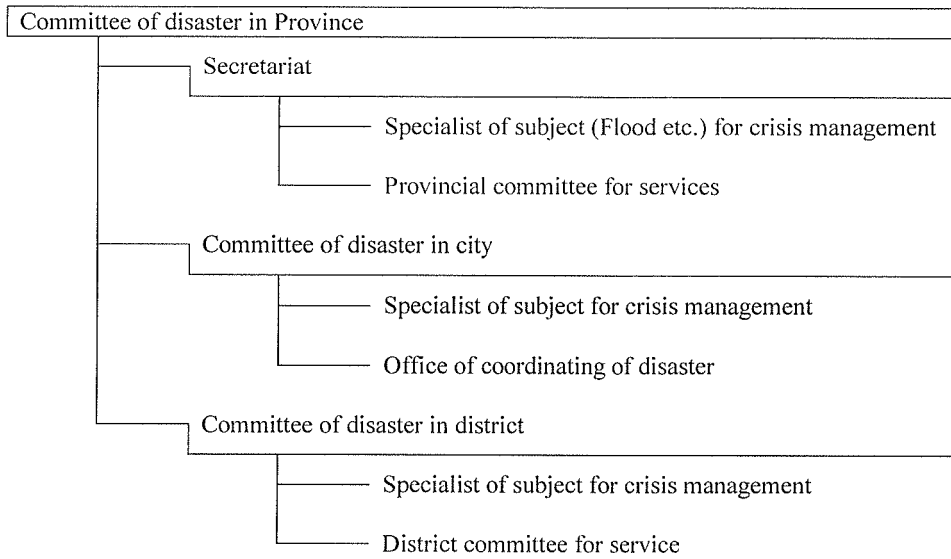 Committee of disaster in Province
Secretariat
Specialist of subject (Flood etc.) for crisis management
Provincial committee for services
Committee of disaster in city
Specialist of subject for crisis management
Office of coordinating of disaster
Committee of disaster in district
Specialist of subject for crisis management
District committee for service